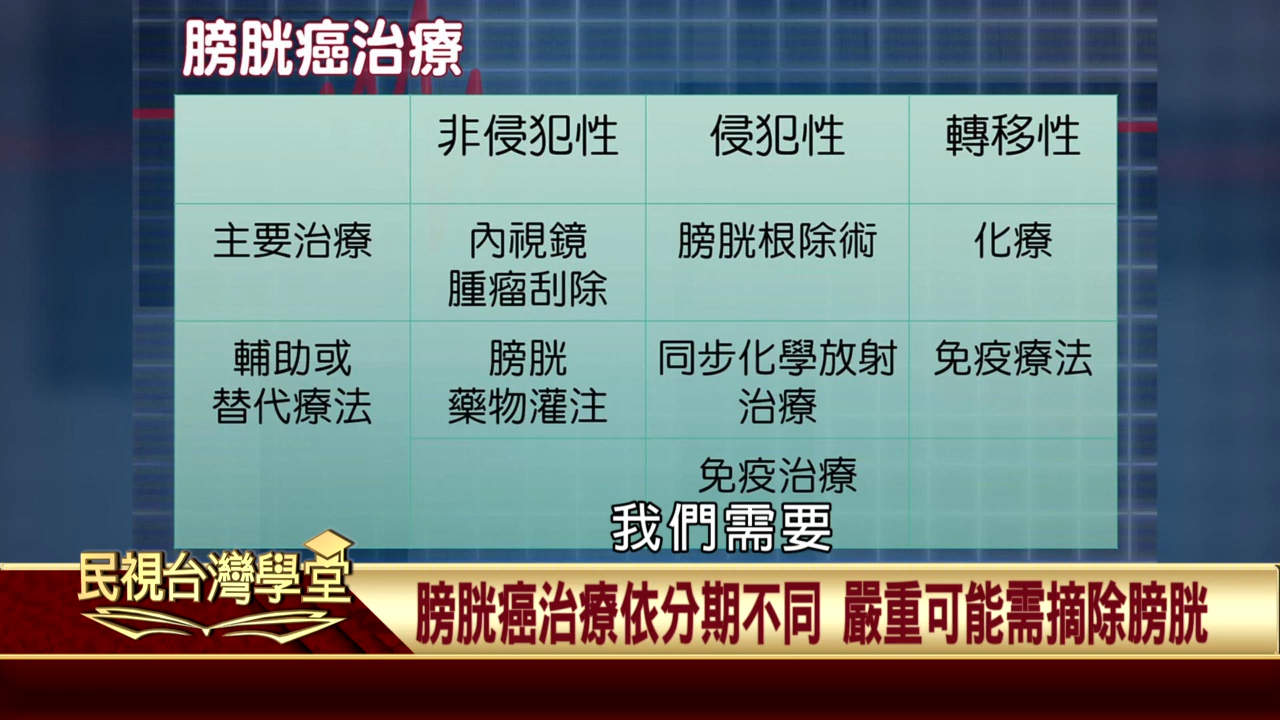 膀胱癌治療
非侵犯性 侵犯性 轉移性
主要治療 內視鏡 膀胱根除術 化療
腫瘤刮除
輔助或 膀胱 同步化學放射 免疫療法
替代療法 藥物灌注 治療
免疫治療
我們需要
民視台灣學堂
膀胱癌治療依分期不同 嚴重可能需摘除膀胱